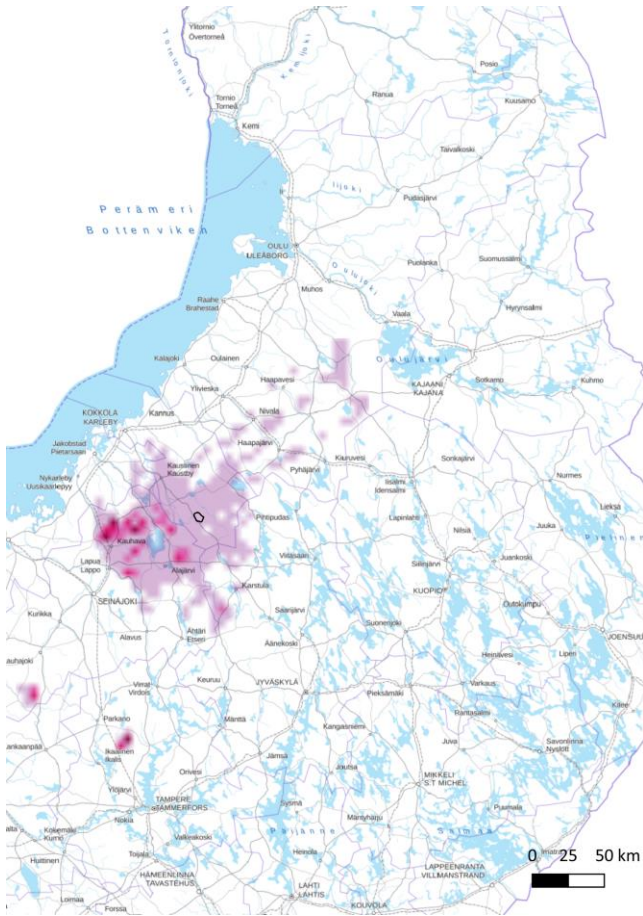 Ylitornio
Övertorneå
Tornionjoki
Kemijoki
Posio
Ranua
Kuusamo
Tornio
Torneå
Kemi
Taivalkoski
Perämeri
Bottenviken
Iijoki
Pudasjärvi
OULU
ULEÅBORG
Oulujoki
Puolanka
Suomussalmi
Muhos
Raahe
Brahestad
Vaala
Hyrynsalmi
Kalajoki
Oulainen
Oulujärvi
Haapavesi
KAJAANI
KAJANA
Sotkamo
Kuhmo
Ylivieska
KOKKOLA
KARLEBY
Kannus
Nivala
Jakobstad
Pietarsaari
Haapajärvi
Pyhäjärvi
Kiuruvesi
Sonkajärvi
Kaustinen
Kaustby
Iisalmi
Idensalmi
Nurmes
Nykarleby
Uusikaarlepyy
Pihtipudas
Lapinlahti
Nilsiä
Juuka
Lieksa
Pielinen
Kauhava
Lapua
Lappo
Alajärvi
Viitasaari
Siilinjärvi
Juankoski
Karstula
KUOPIO
SEINÄJOKI
Saarijärvi
Suonenjoki
Outokumpu
Kurikka
Alavus
Ähtäri
Etseri
Äänekoski
JOENSUU
Heinävesi
Liperi
auhajoki
Virrat
Virdois
Keuruu
JYVÄSKYLÄ
Pieksämäki
Varkaus
Rantasalmi
Kitee
Parkano
Mänttä
Kangasniemi
ankaanpää
Ikaalinen
Ikalis
Jämsä
Juva
Savonlinna
Nyslott
Orivesi
Joutsa
MIKKELI
S:T MICHEL
Ylöjärvi
TAMPERE
TAMMERFORS
Sysmä
Puumala
Nokia
Mäntyharju
Kokemäki
Kumo
Valkeakoski
Päijänne
Saimaa
Huittinen
Toijala
Heinola
Imatra
HÄMEENLINNA
TAVASTEHUS
LAPPEENRANTA
VILLMANSTRAND
LAHTI
LAHTIS
Loimaa
Forssa
KOUVOLA
0 25 50 km